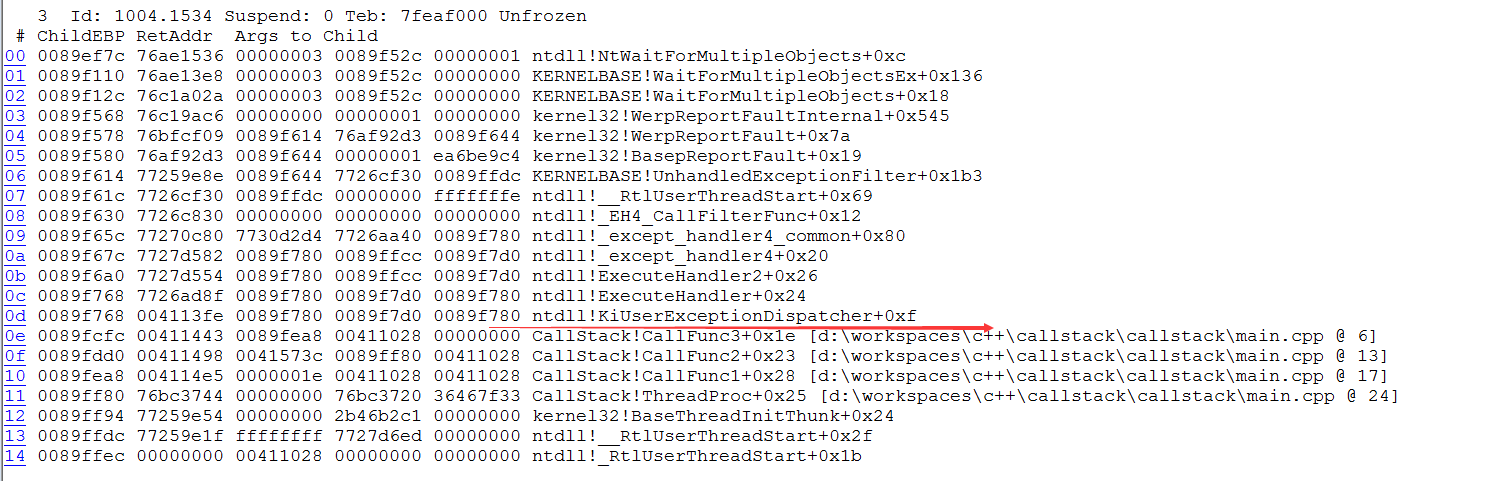 3  Id: 1004.1534 Suspend: 0 Teb: 7feaf000 Unfrozen
# ChildEBP RetAddr  Args to Child
00 0089ef7c 76ae1536 00000003 0089f52c 00000001 ntdll!NtWaitForMultipleObjects+0xc
01 0089f110 76ae13e8 00000003 0089f52c 00000000 KERNELBASE!WaitForMultipleObjectsEx+0x136
02 0089f12c 76c1a02a 00000003 0089f52c 00000000 KERNELBASE!WaitForMultipleObjects+0x18
03 0089f568 76c19ac6 00000000 00000001 00000000 kernel32!WerpReportFaultInternal+0x545
04 0089f578 76bfcf09 0089f614 76af92d3 0089f644 kernel32!WerpReportFault+0x7a
05 0089f580 76af92d3 0089f644 00000001 ea6be9c4 kernel32!BasepReportFault+0x19
06 0089f614 77259e8e 0089f644 7726cf30 0089ffdc KERNELBASE!UnhandledExceptionFilter+0x1b3
07 0089f61c 7726cf30 0089ffdc 00000000 fffffffe ntdll!__RtlUserThreadStart+0x69
08 0089f630 7726c830 00000000 00000000 00000000 ntdll!_EH4_CallFilterFunc+0x12
09 0089f65c 77270c80 7730d2d4 7726aa40 0089f780 ntdll!_except_handler4_common+0x80
0a 0089f67c 7727d582 0089f780 0089ffcc 0089f7d0 ntdll!_except_handler4+0x20
0b 0089f6a0 7727d554 0089f780 0089ffcc 0089f7d0 ntdll!ExecuteHandler2+0x26
0c 0089f768 7726ad8f 0089f780 0089f7d0 0089f780 ntdll!ExecuteHandler+0x24
0d 0089f768 004113fe 0089f780 0089f7d0 0089f780 ntdll!KiUserExceptionDispatcher+0xf
0e 0089fcfc 00411443 0089fea8 00411028 00000000 CallStack!CallFunc3+0x1e [d:\workspaces\c++\callstack\callstack\main.cpp @ 6]
0f 0089fdd0 00411498 0041573c 0089ff80 00411028 CallStack!CallFunc2+0x23 [d:\workspaces\c++\callstack\callstack\main.cpp @ 13]
10 0089fea8 004114e5 0000001e 00411028 00411028 CallStack!CallFunc1+0x28 [d:\workspaces\c++\callstack\callstack\main.cpp @ 17]
11 0089ff80 76bc3744 00000000 76bc3720 36467f33 CallStack!ThreadProc+0x25 [d:\workspaces\c++\callstack\callstack\main.cpp @ 24]
12 0089ff94 77259e54 00000000 2b46b2c1 00000000 kernel32!BaseThreadInitThunk+0x24
13 0089ffdc 77259e1f ffffffff 7727d6ed 00000000 ntdll!__RtlUserThreadStart+0x2f
14 0089ffec 00000000 00411028 00000000 00000000 ntdll!_RtlUserThreadStart+0x1b